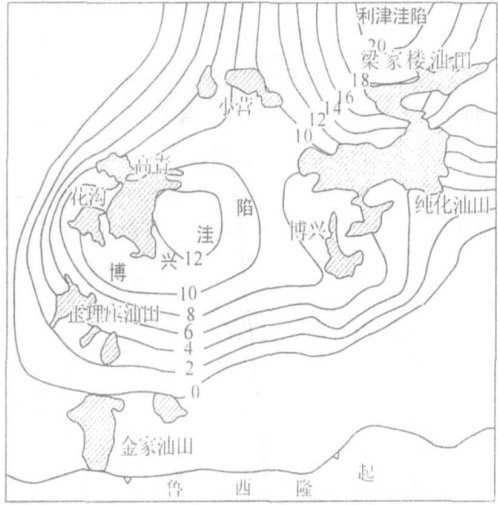 利津洼陷
20
梁家楼油田
18
16
14
12
10
小营
高青
花沟
陷
纯化油田
洼
博兴
兴
12
博
10
正理庄油田
8
6
4
2
0
金家油田
鲁西隆起